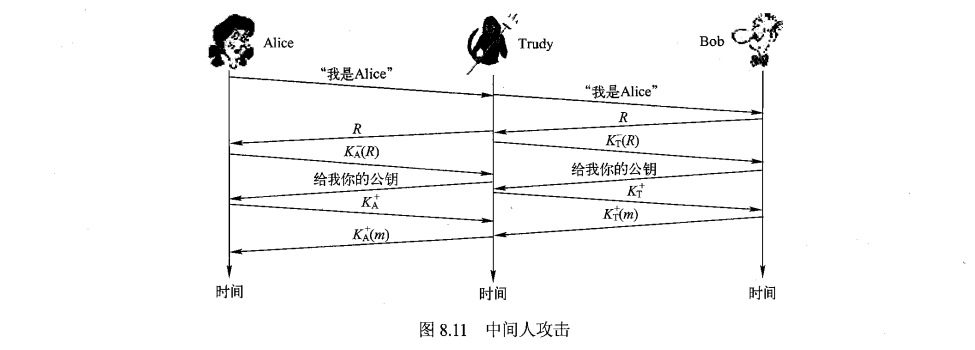 Alice
Trudy
Bob
“我是Alice”
“我是Alice”
R
R
K_A^-(R)
K_T^-(R)
给我你的公钥
给我你的公钥
K_A^+
K_T^+
K_T^+(m)
K_A^+(m)
时间
时间
时间
图 8.11 中间人攻击